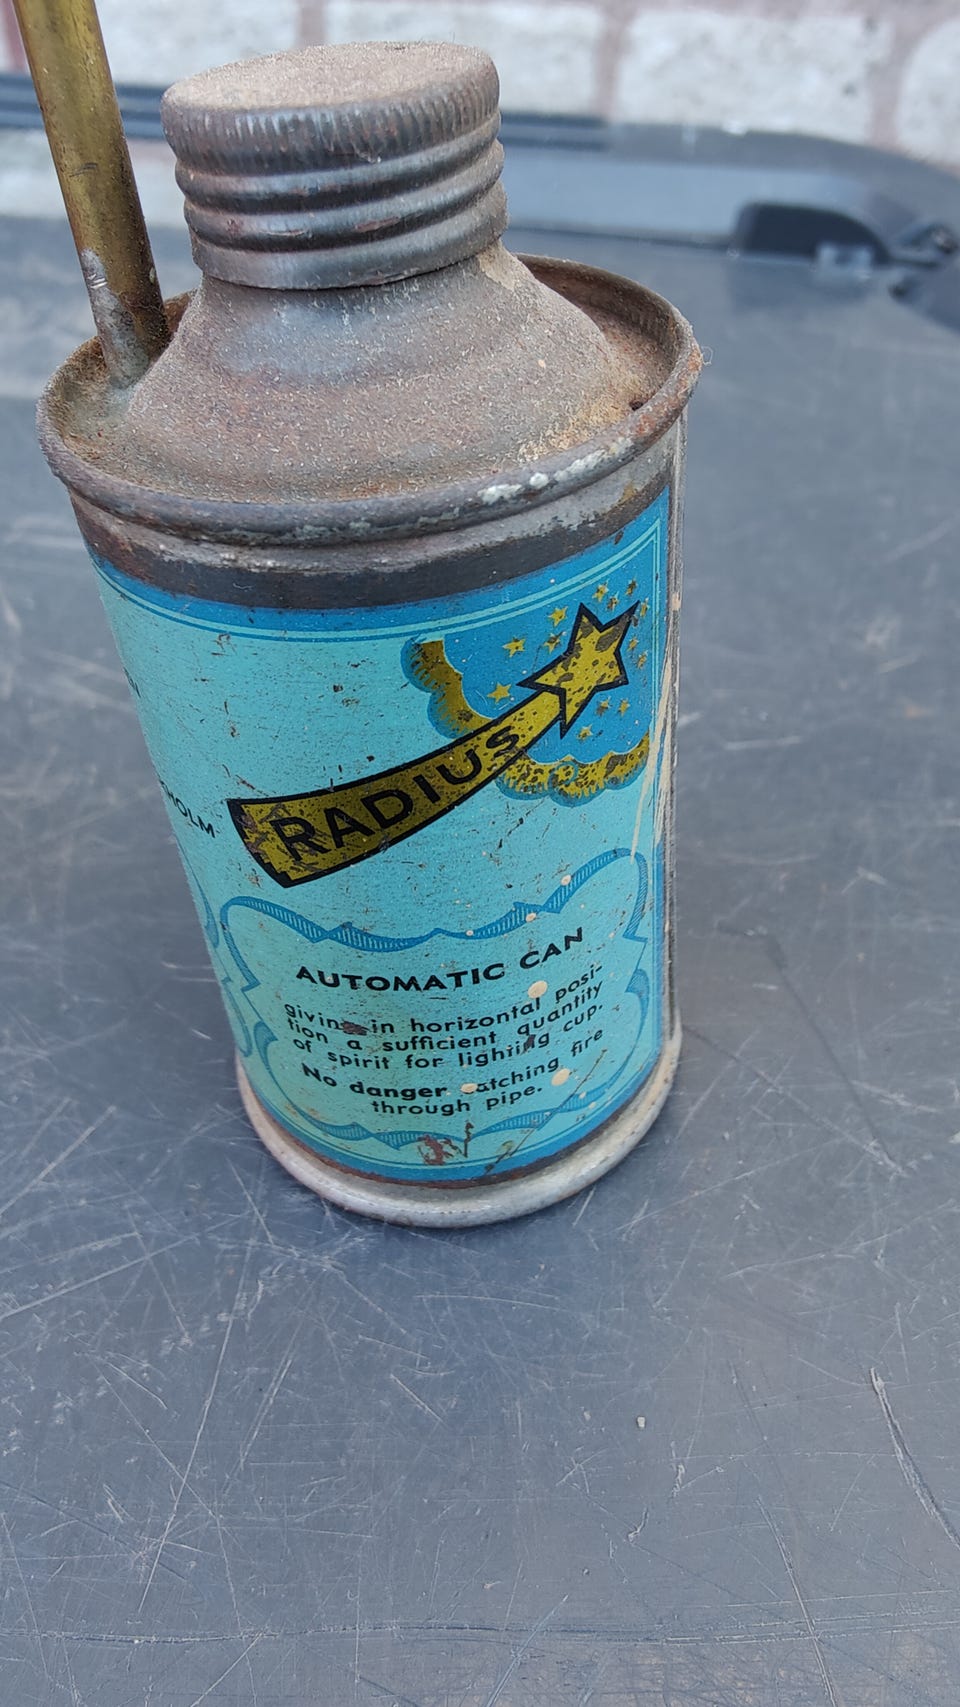 RADIUS
AUTOMATIC CAN
giving in horizontal posi-
tion a sufficient quantity
of spirit for lighting cup.
No danger catching fire
through pipe.
HOLM